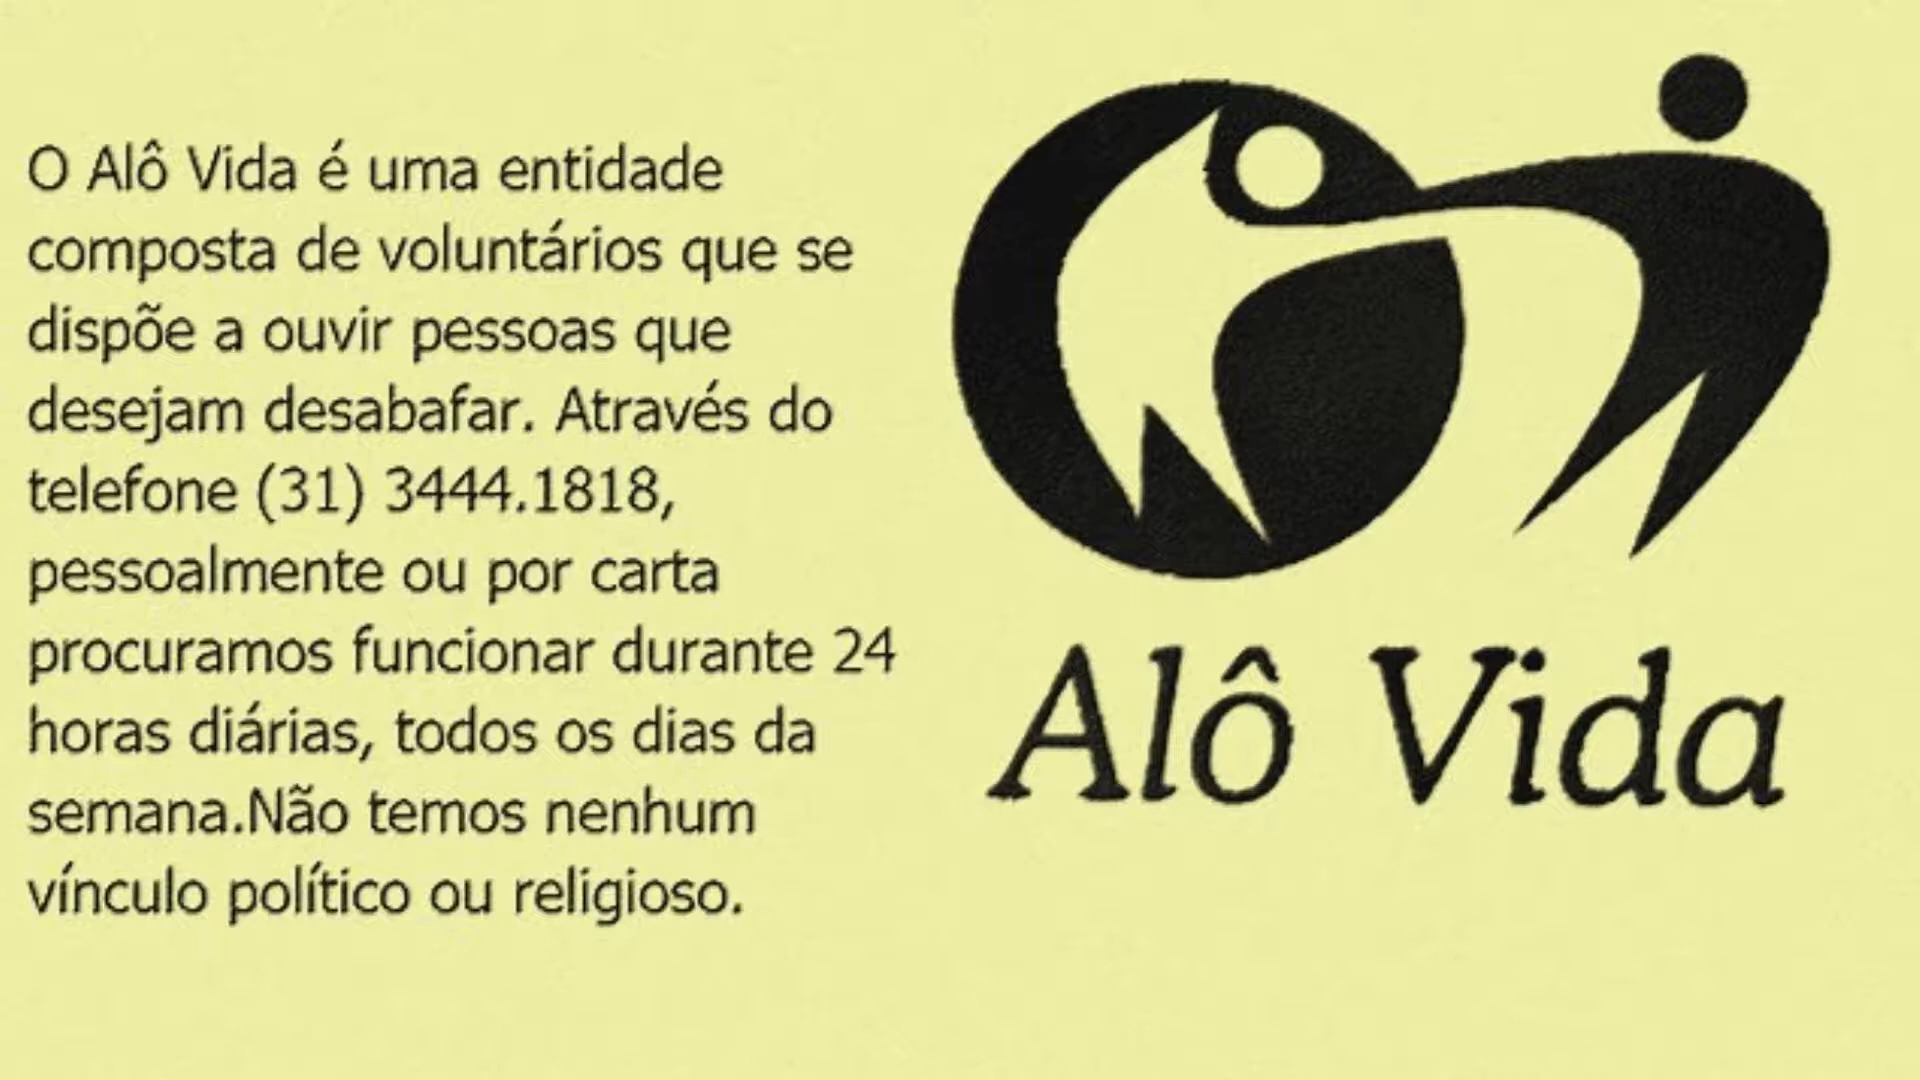 O Alô Vida é uma entidade
composta de voluntários que se
dispõe a ouvir pessoas que
desejam desabafar. Através do
telefone (31) 3444.1818,
pessoalmente ou por carta
procuramos funcionar durante 24
horas diárias, todos os dias da
semana.Não temos nenhum
vínculo político ou religioso.
Alô Vida